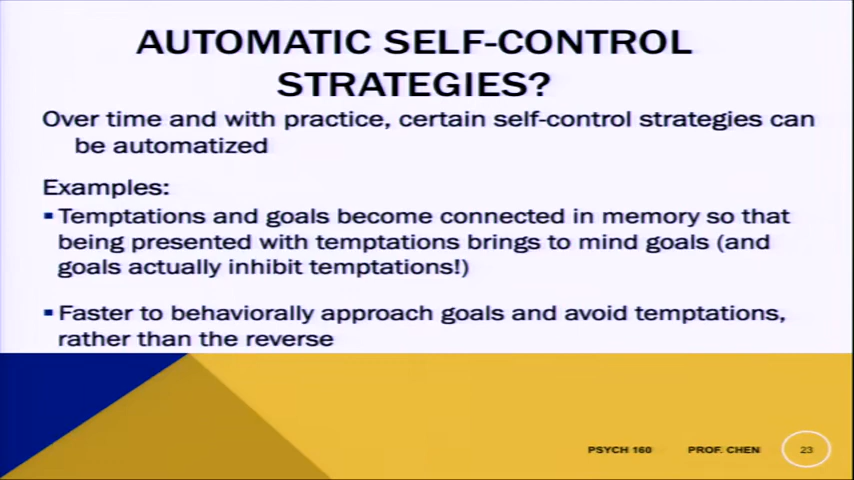 AUTOMATIC SELF-CONTROL
STRATEGIES?
Over time and with practice, certain self-control strategies can
be automatized
Examples:
▪Temptations and goals become connected in memory so that
being presented with temptations brings to mind goals (and
goals actually inhibit temptations!)
▪Faster to behaviorally approach goals and avoid temptations,
rather than the reverse
PSYCH 160 PROF. CHEN 23